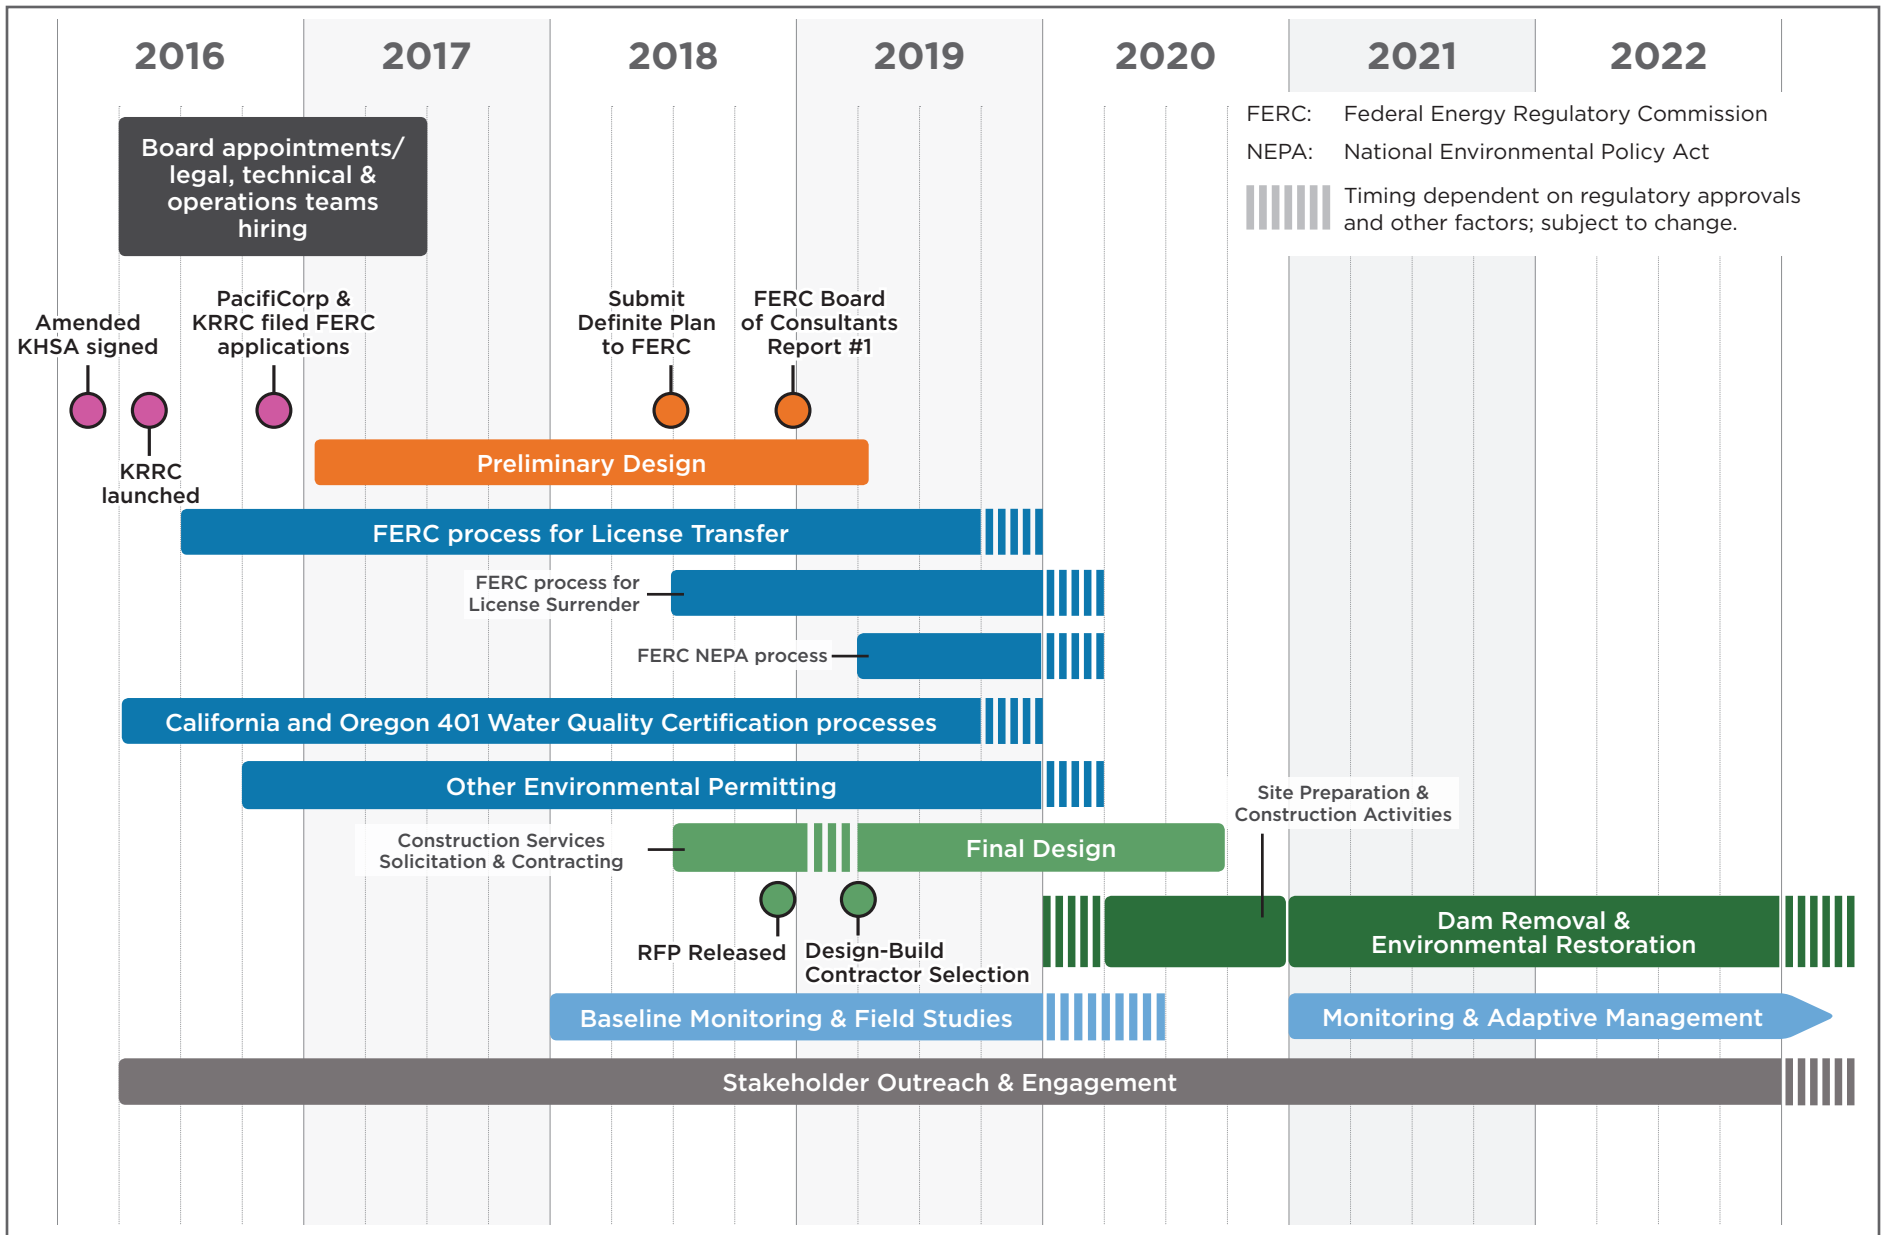 2016
2017
2018
2019
2020
2021
2022
FERC: Federal Energy Regulatory Commission
NEPA: National Environmental Policy Act
Timing dependent on regulatory approvals
and other factors; subject to change.
Board appointments/
legal, technical &
operations teams
hiring
Amended
KHSA signed
PacifiCorp &
KRRC filed FERC
applications
Submit
Definite Plan
to FERC
FERC Board
of Consultants
Report #1
KRRC
launched
Preliminary Design
FERC process for License Transfer
FERC process for
License Surrender
FERC NEPA process
California and Oregon 401 Water Quality Certification processes
Other Environmental Permitting
Site Preparation &
Construction Activities
Construction Services
Solicitation & Contracting
Final Design
RFP Released
Design-Build
Contractor Selection
Dam Removal &
Environmental Restoration
Baseline Monitoring & Field Studies
Monitoring & Adaptive Management
Stakeholder Outreach & Engagement